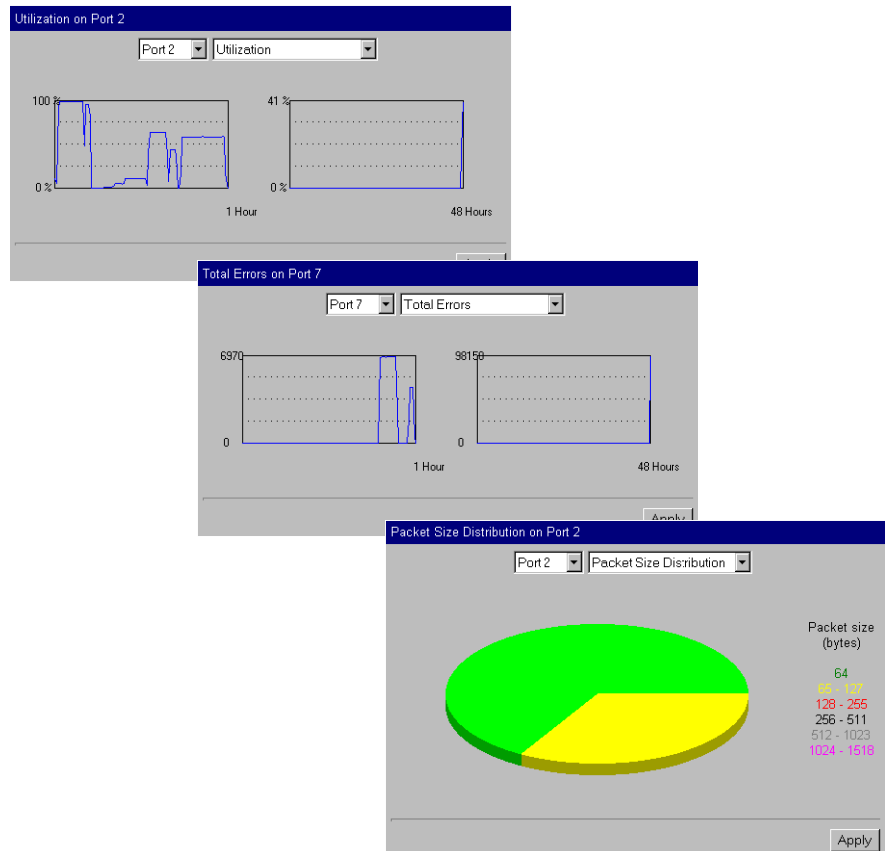 Utilization on Port 2
Port 2 Utilization
100 % 41 %
0 % 0 %
1 Hour 48 Hours
Total Errors on Port 7
Port 7 Total Errors
6970 98150
0 0
1 Hour 48 Hours
Apply
Packet Size Distribution on Port 2
Port 2 Packet Size Distribution
Packet size
(bytes)
64
65 - 127
128 - 255
256 - 511
512 - 1023
1024 - 1518
Apply